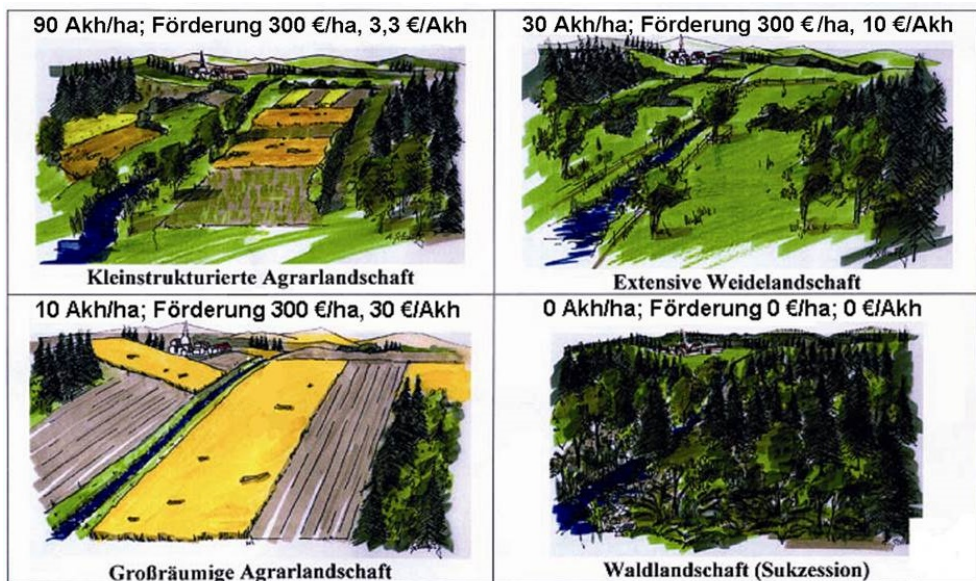 90 Akh/ha; Förderung 300 €/ha, 3,3 €/Akh
Kleinstrukturierte Agrarlandschaft
30 Akh/ha; Förderung 300 €/ha, 10 €/Akh
Extensive Weidelandschaft
10 Akh/ha; Förderung 300 €/ha, 30 €/Akh
Großräumige Agrarlandschaft
0 Akh/ha; Förderung 0 €/ha; 0 €/Akh
Waldlandschaft (Sukzession)